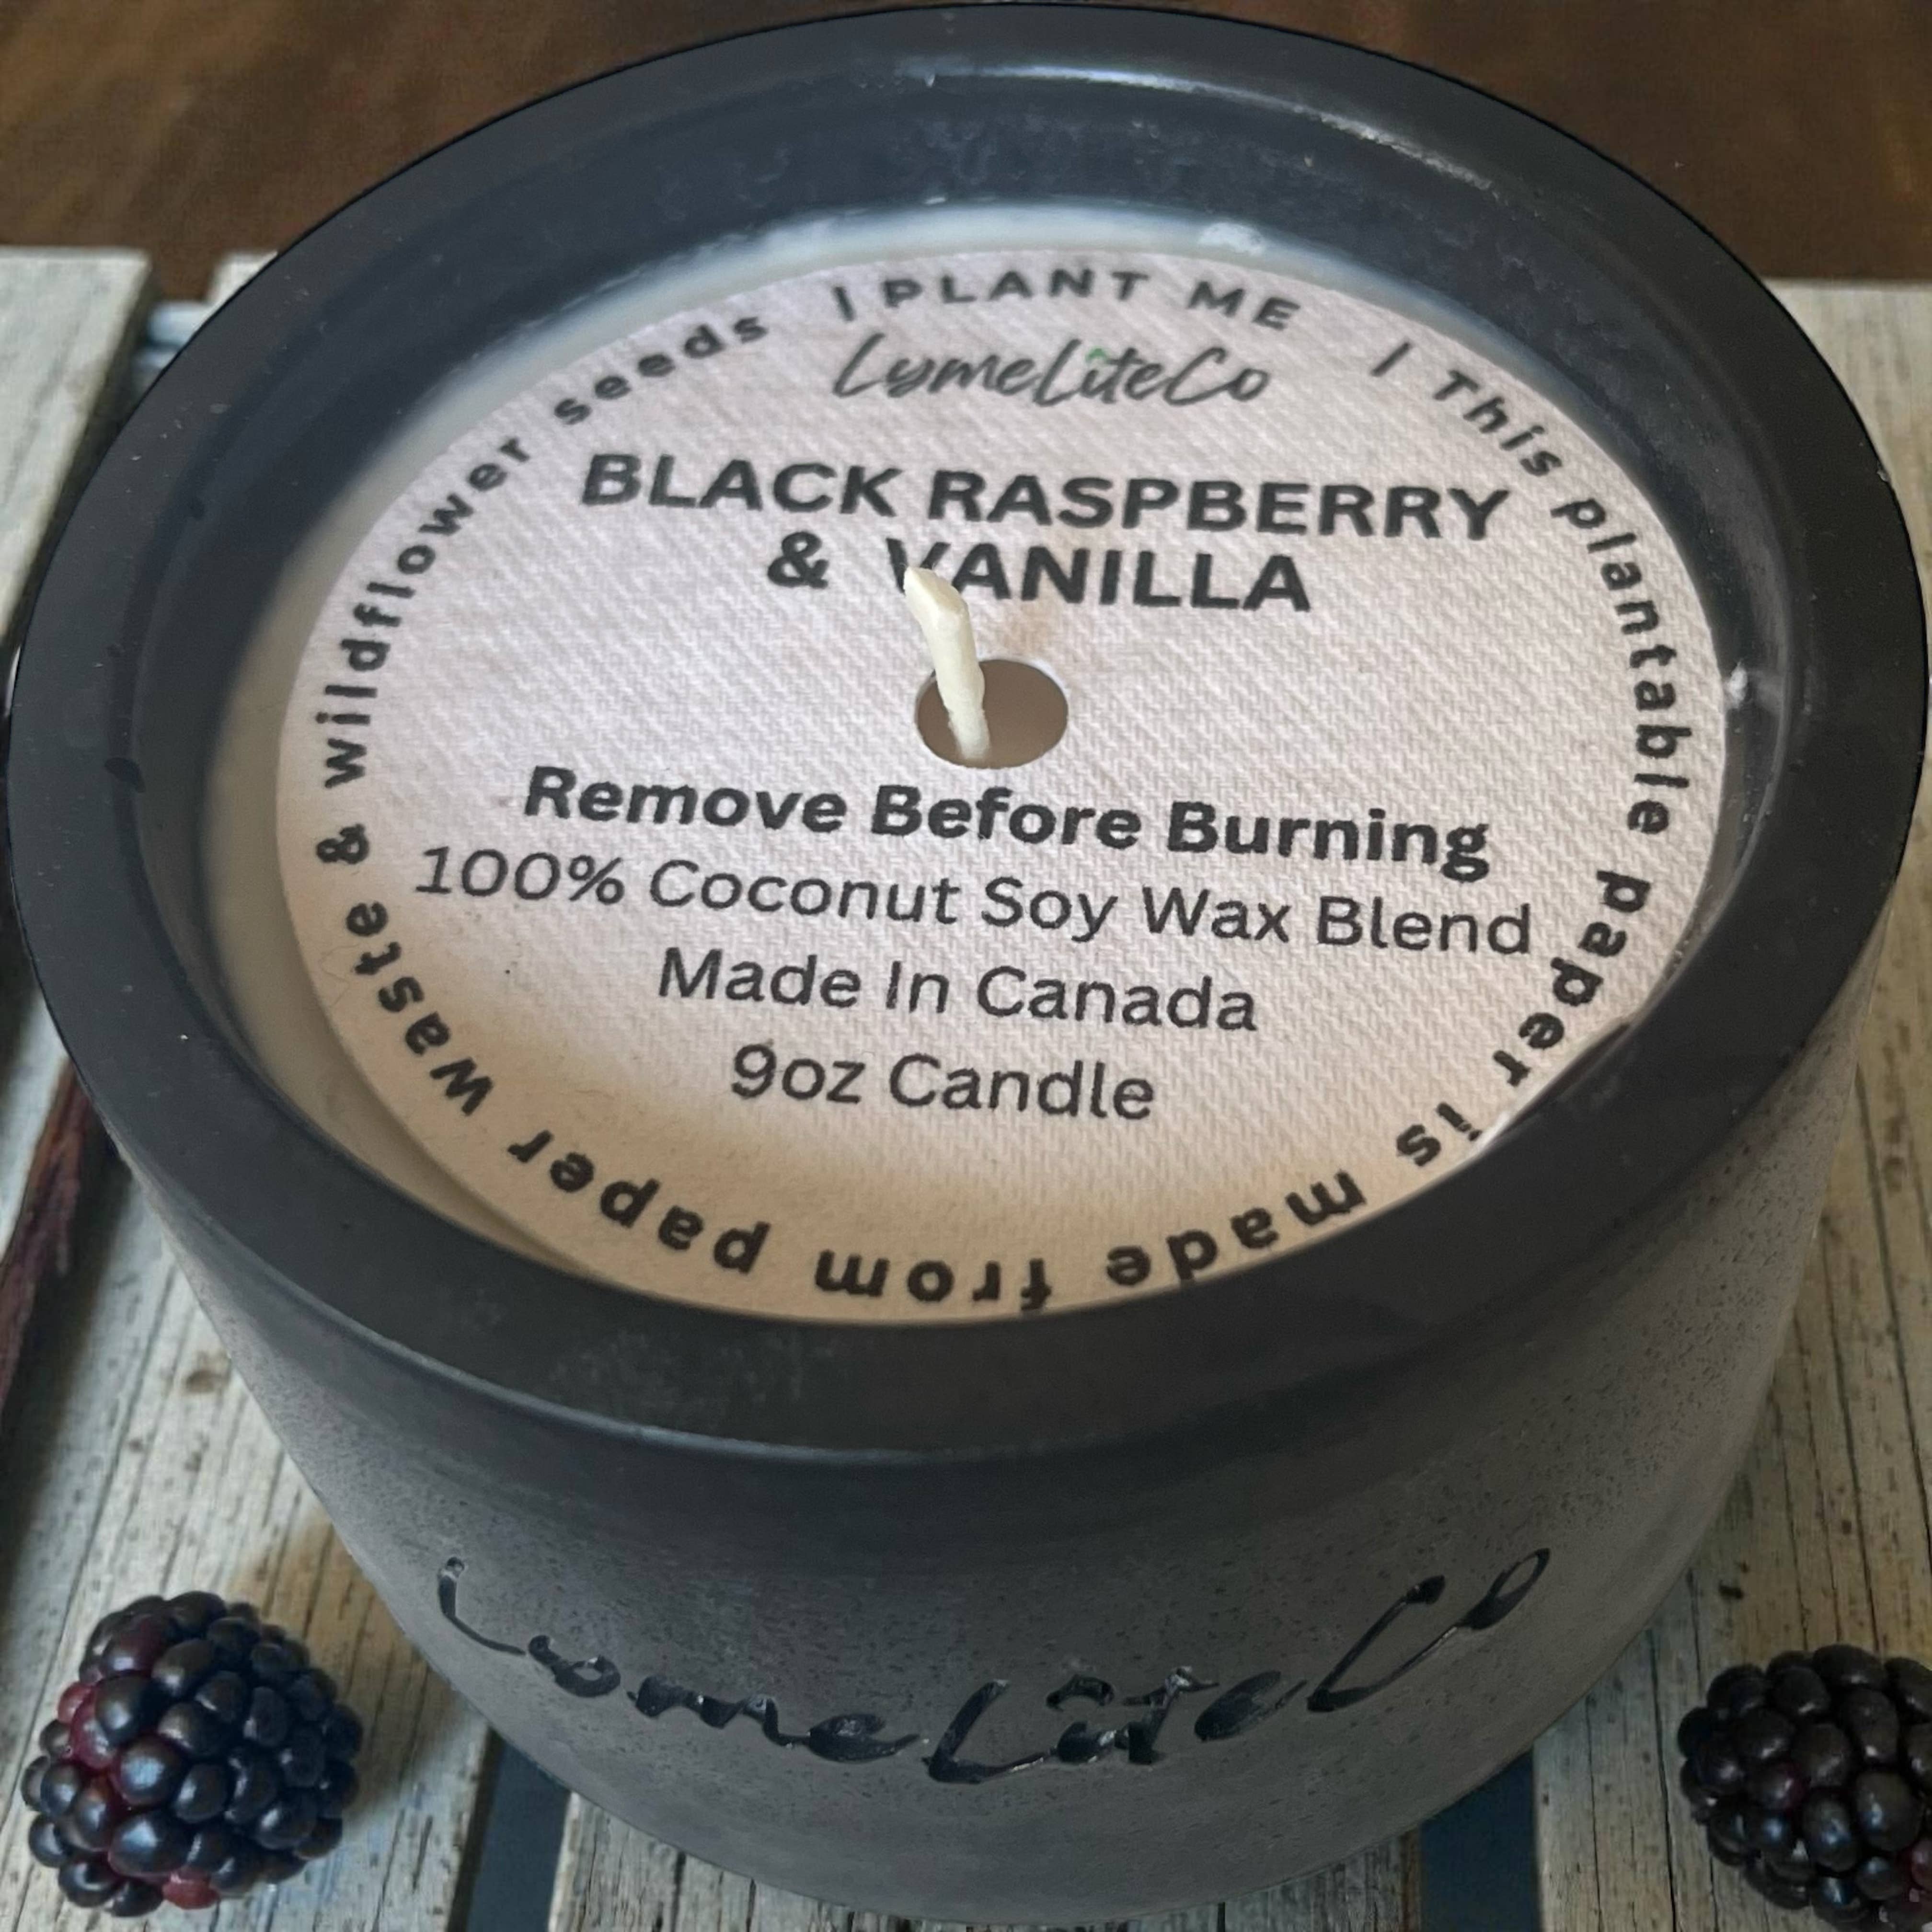 | PLANT ME | This plantable paper is made from paper waste & wildflower seeds
LymeLiteCo
BLACK RASPBERRY
& VANILLA
Remove Before Burning
100% Coconut Soy Wax Blend
Made In Canada
9oz Candle
LymeLiteCo